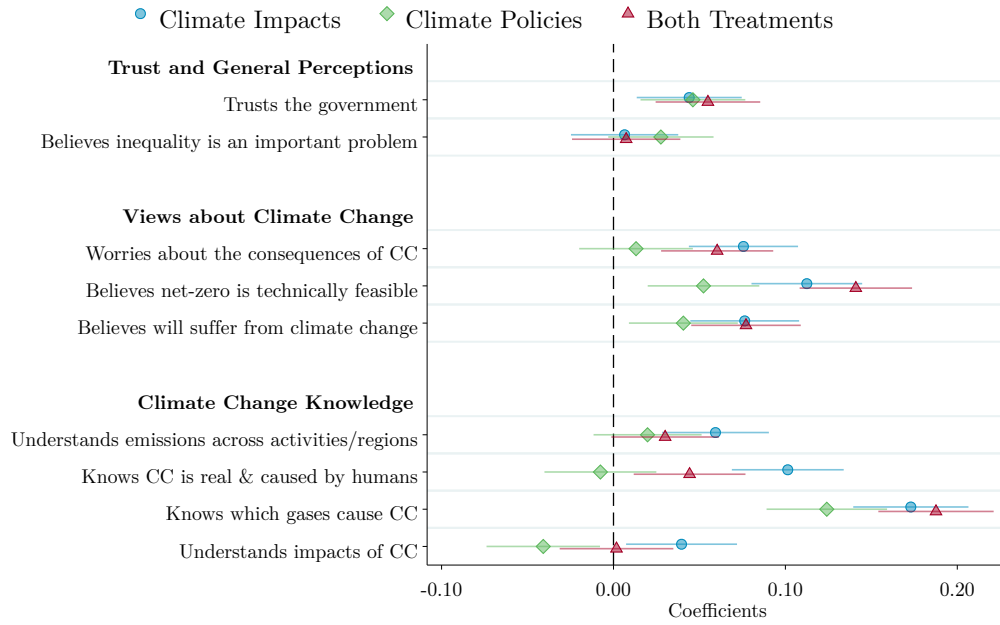 Climate Impacts Climate Policies Both Treatments
Trust and General Perceptions
Trusts the government
Believes inequality is an important problem
Views about Climate Change
Worries about the consequences of CC
Believes net-zero is technically feasible
Believes will suffer from climate change
Climate Change Knowledge
Understands emissions across activities/regions
Knows CC is real & caused by humans
Knows which gases cause CC
Understands impacts of CC
-0.10 0.00 0.10 0.20
Coefficients